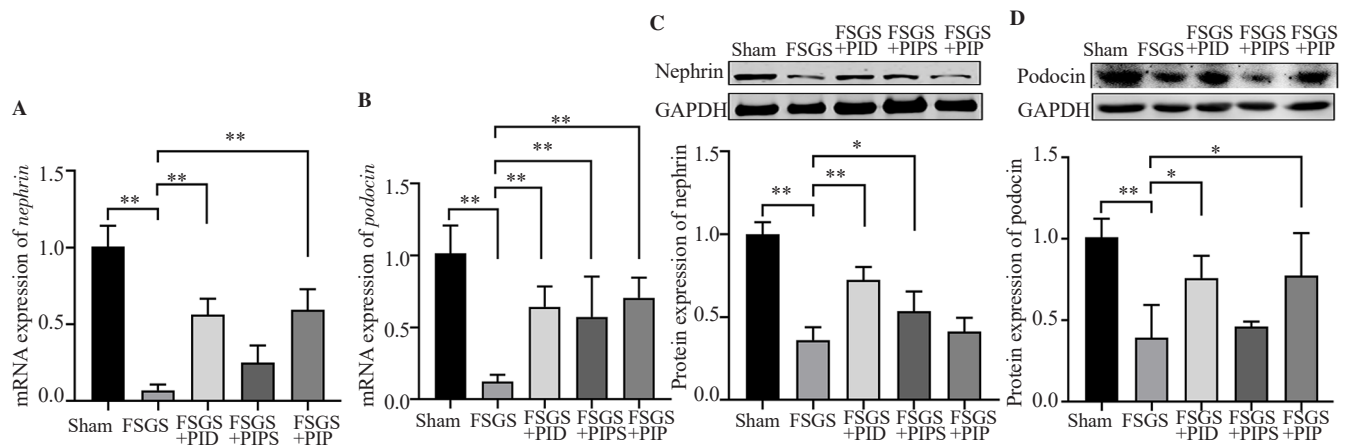 A
mRNA expression of nephrin
1.5
1.0
0.5
0.0
**
**
**
Sham
FSGS
FSGS
+PID
FSGS
+PIPS
FSGS
+PIP
B
mRNA expression of podocin
1.5
1.0
0.5
0.0
**
**
**
**
Sham
FSGS
FSGS
+PID
FSGS
+PIPS
FSGS
+PIP
C
Sham
FSGS
FSGS
+PID
FSGS
+PIPS
FSGS
+PIP
Nephrin
GAPDH
Protein expression of nephrin
1.5
1.0
0.5
0.0
**
**
*
Sham
FSGS
FSGS
+PID
FSGS
+PIPS
FSGS
+PIP
D
Sham
FSGS
FSGS
+PID
FSGS
+PIPS
FSGS
+PIP
Podocin
GAPDH
Protein expression of podocin
1.5
1.0
0.5
0.0
**
*
*
Sham
FSGS
FSGS
+PID
FSGS
+PIPS
FSGS
+PIP